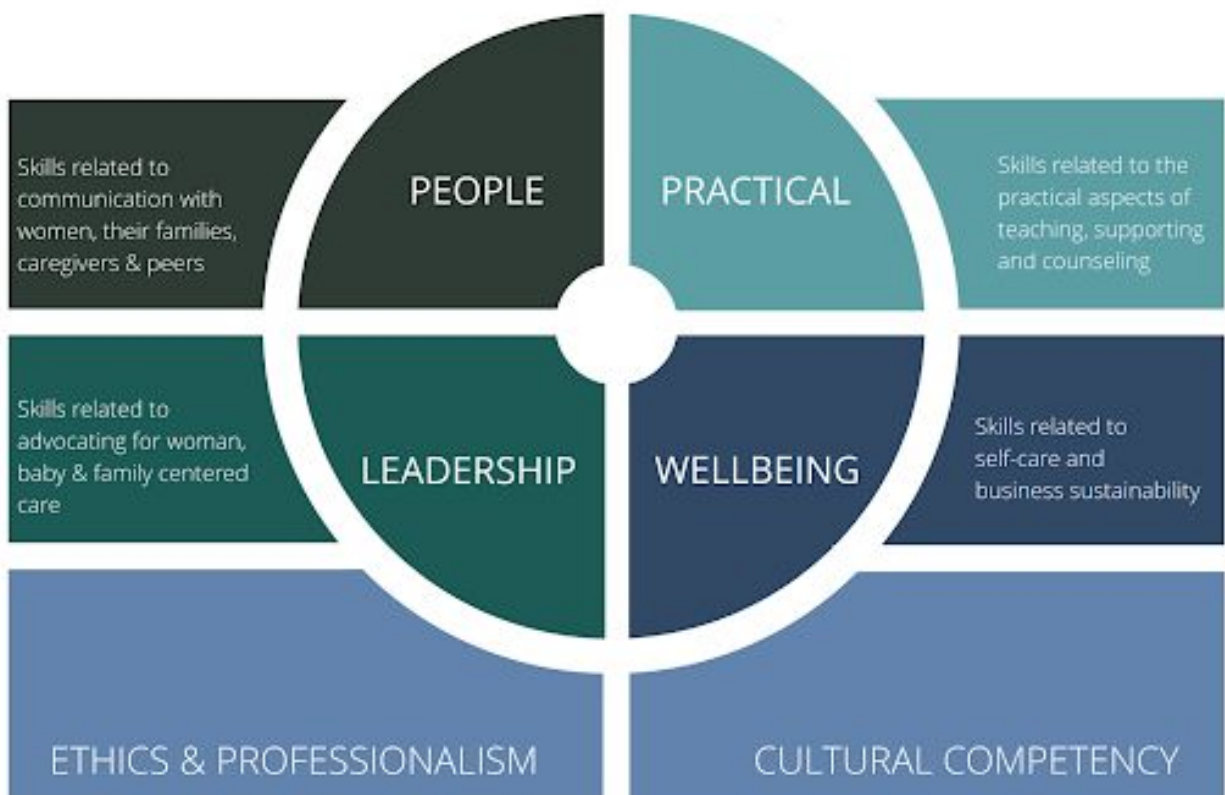 PEOPLE
Skills related to
communication with
women, their families,
caregivers & peers
PRACTICAL
Skills related to the
practical aspects of
teaching, supporting
and counseling
LEADERSHIP
Skills related to
advocating for woman,
baby & family centered
care
WELLBEING
Skills related to
self-care and
business sustainability
ETHICS & PROFESSIONALISM
CULTURAL COMPETENCY